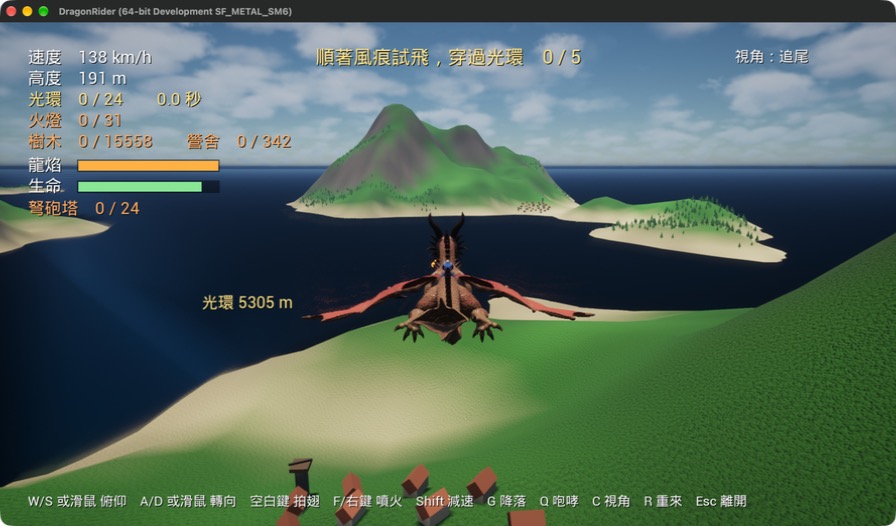 DragonRider (64-bit Development SF_METAL_SM6)
順著風痕試飛，穿過光環 0 / 5
視角：追尾
速度 138 km/h
高度 191 m
光環 0 / 24 0.0 秒
火燈 0 / 31
樹木 0 / 15558 營舍 0 / 342
龍焰
生命
弩砲塔 0 / 24
光環 5305 m
W/S 或滑鼠 俯仰 A/D 或滑鼠 轉向 空白鍵 拍翅 F/右鍵 噴火 Shift 減速 G 降落 Q 咆哮 C 視角 R 重來 Esc 離開